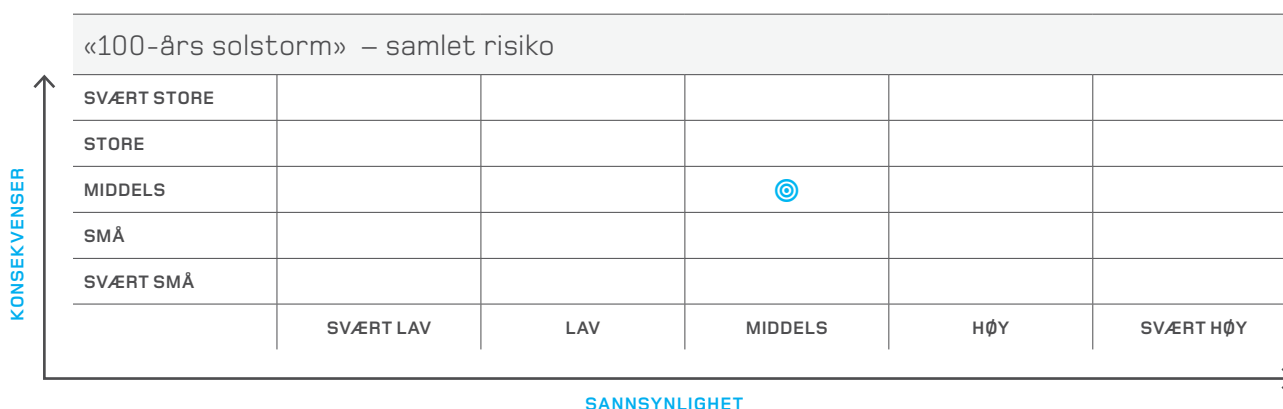 «100-års solstorm» – samlet risiko
SVÆRT STORE
STORE
MIDDELS
SMÅ
SVÆRT SMÅ
SVÆRT LAV LAV MIDDELS HØY SVÆRT HØY
KONSEKVENSER
SANNSYNLIGHET